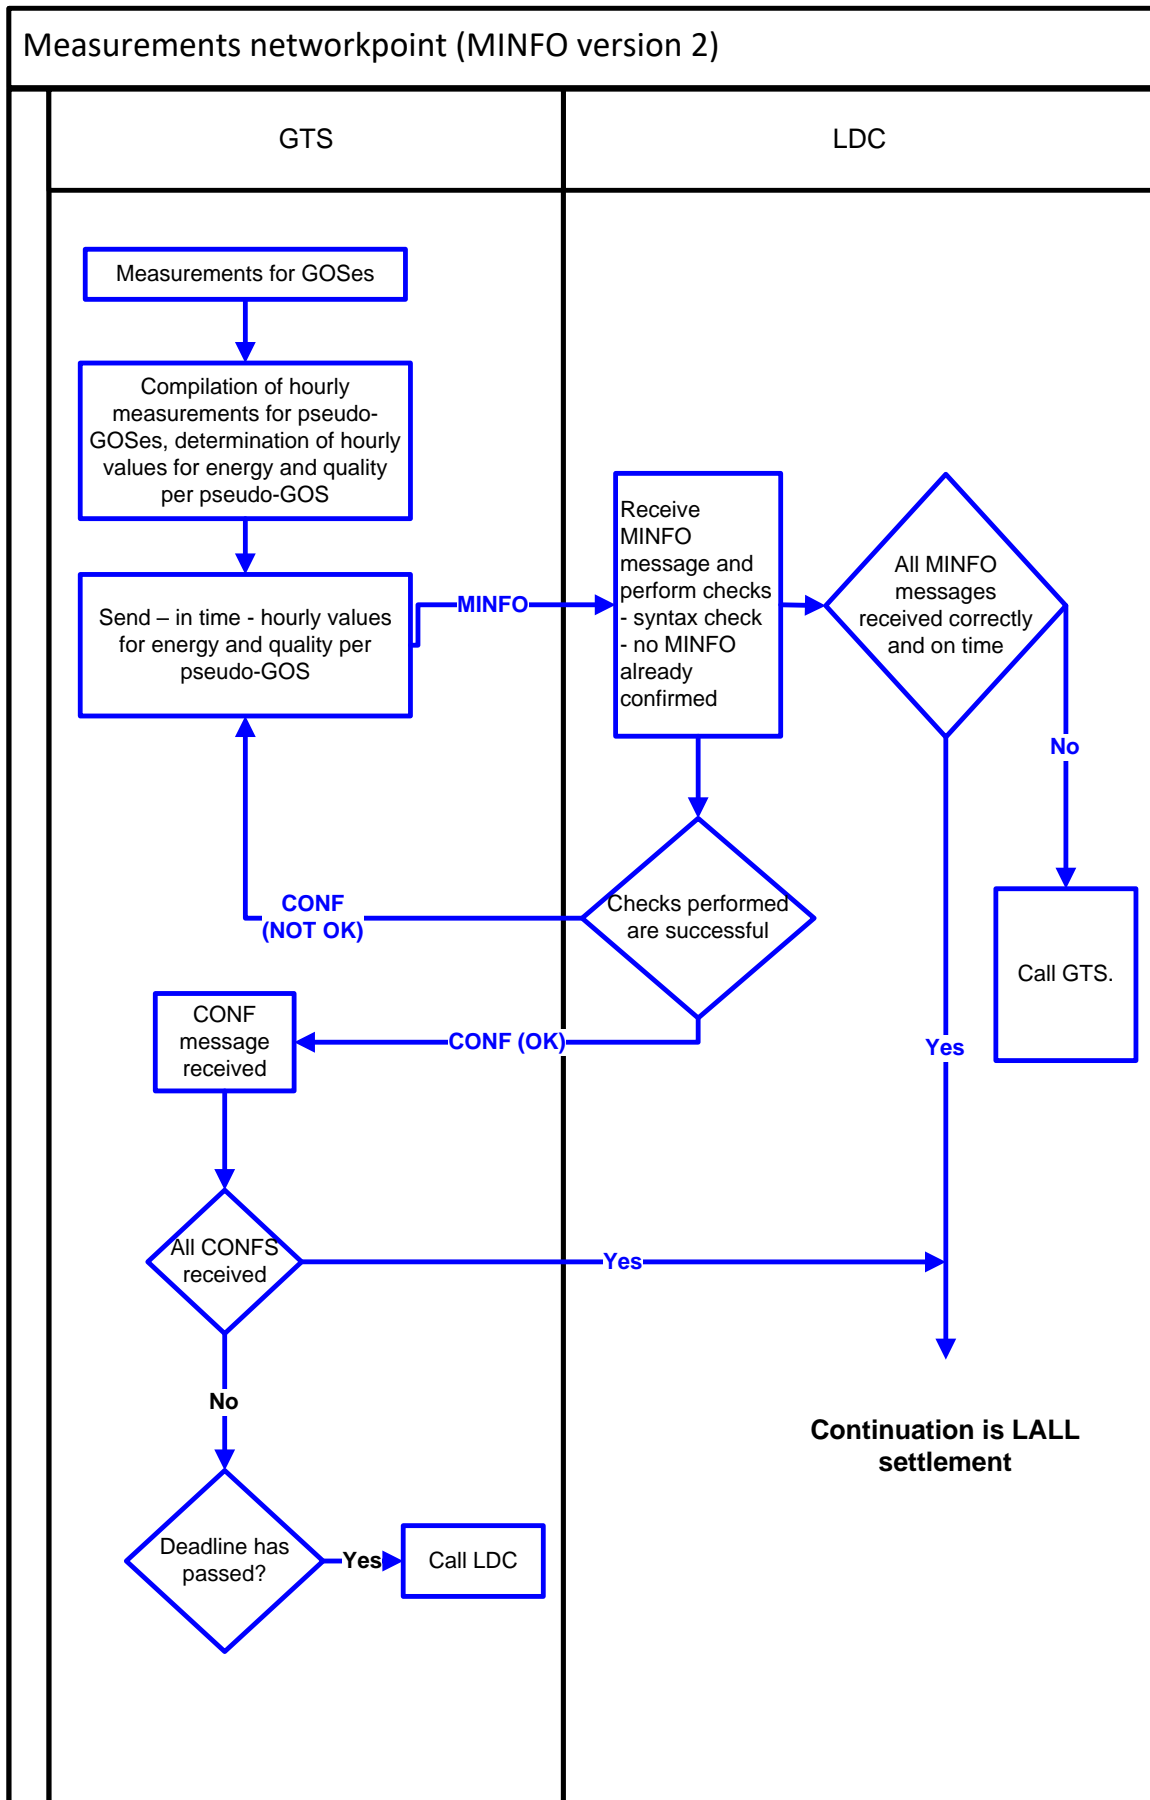 Measurements networkpoint (MINFO version 2)
GTS
LDC
Measurements for GOSes
Compilation of hourly
measurements for pseudo-
GOSes, determination of hourly
values for energy and quality
per pseudo-GOS
Send – in time - hourly values
for energy and quality per
pseudo-GOS
MINFO
Receive
MINFO
message and
perform checks
- syntax check
- no MINFO
already
confirmed
All MINFO
messages
received correctly
and on time
No
Call GTS.
Yes
Checks performed
are successful
CONF
(NOT OK)
CONF (OK)
CONF
message
received
All CONFS
received
Yes
No
Deadline has
passed?
Yes
Call LDC
Continuation is LALL
settlement